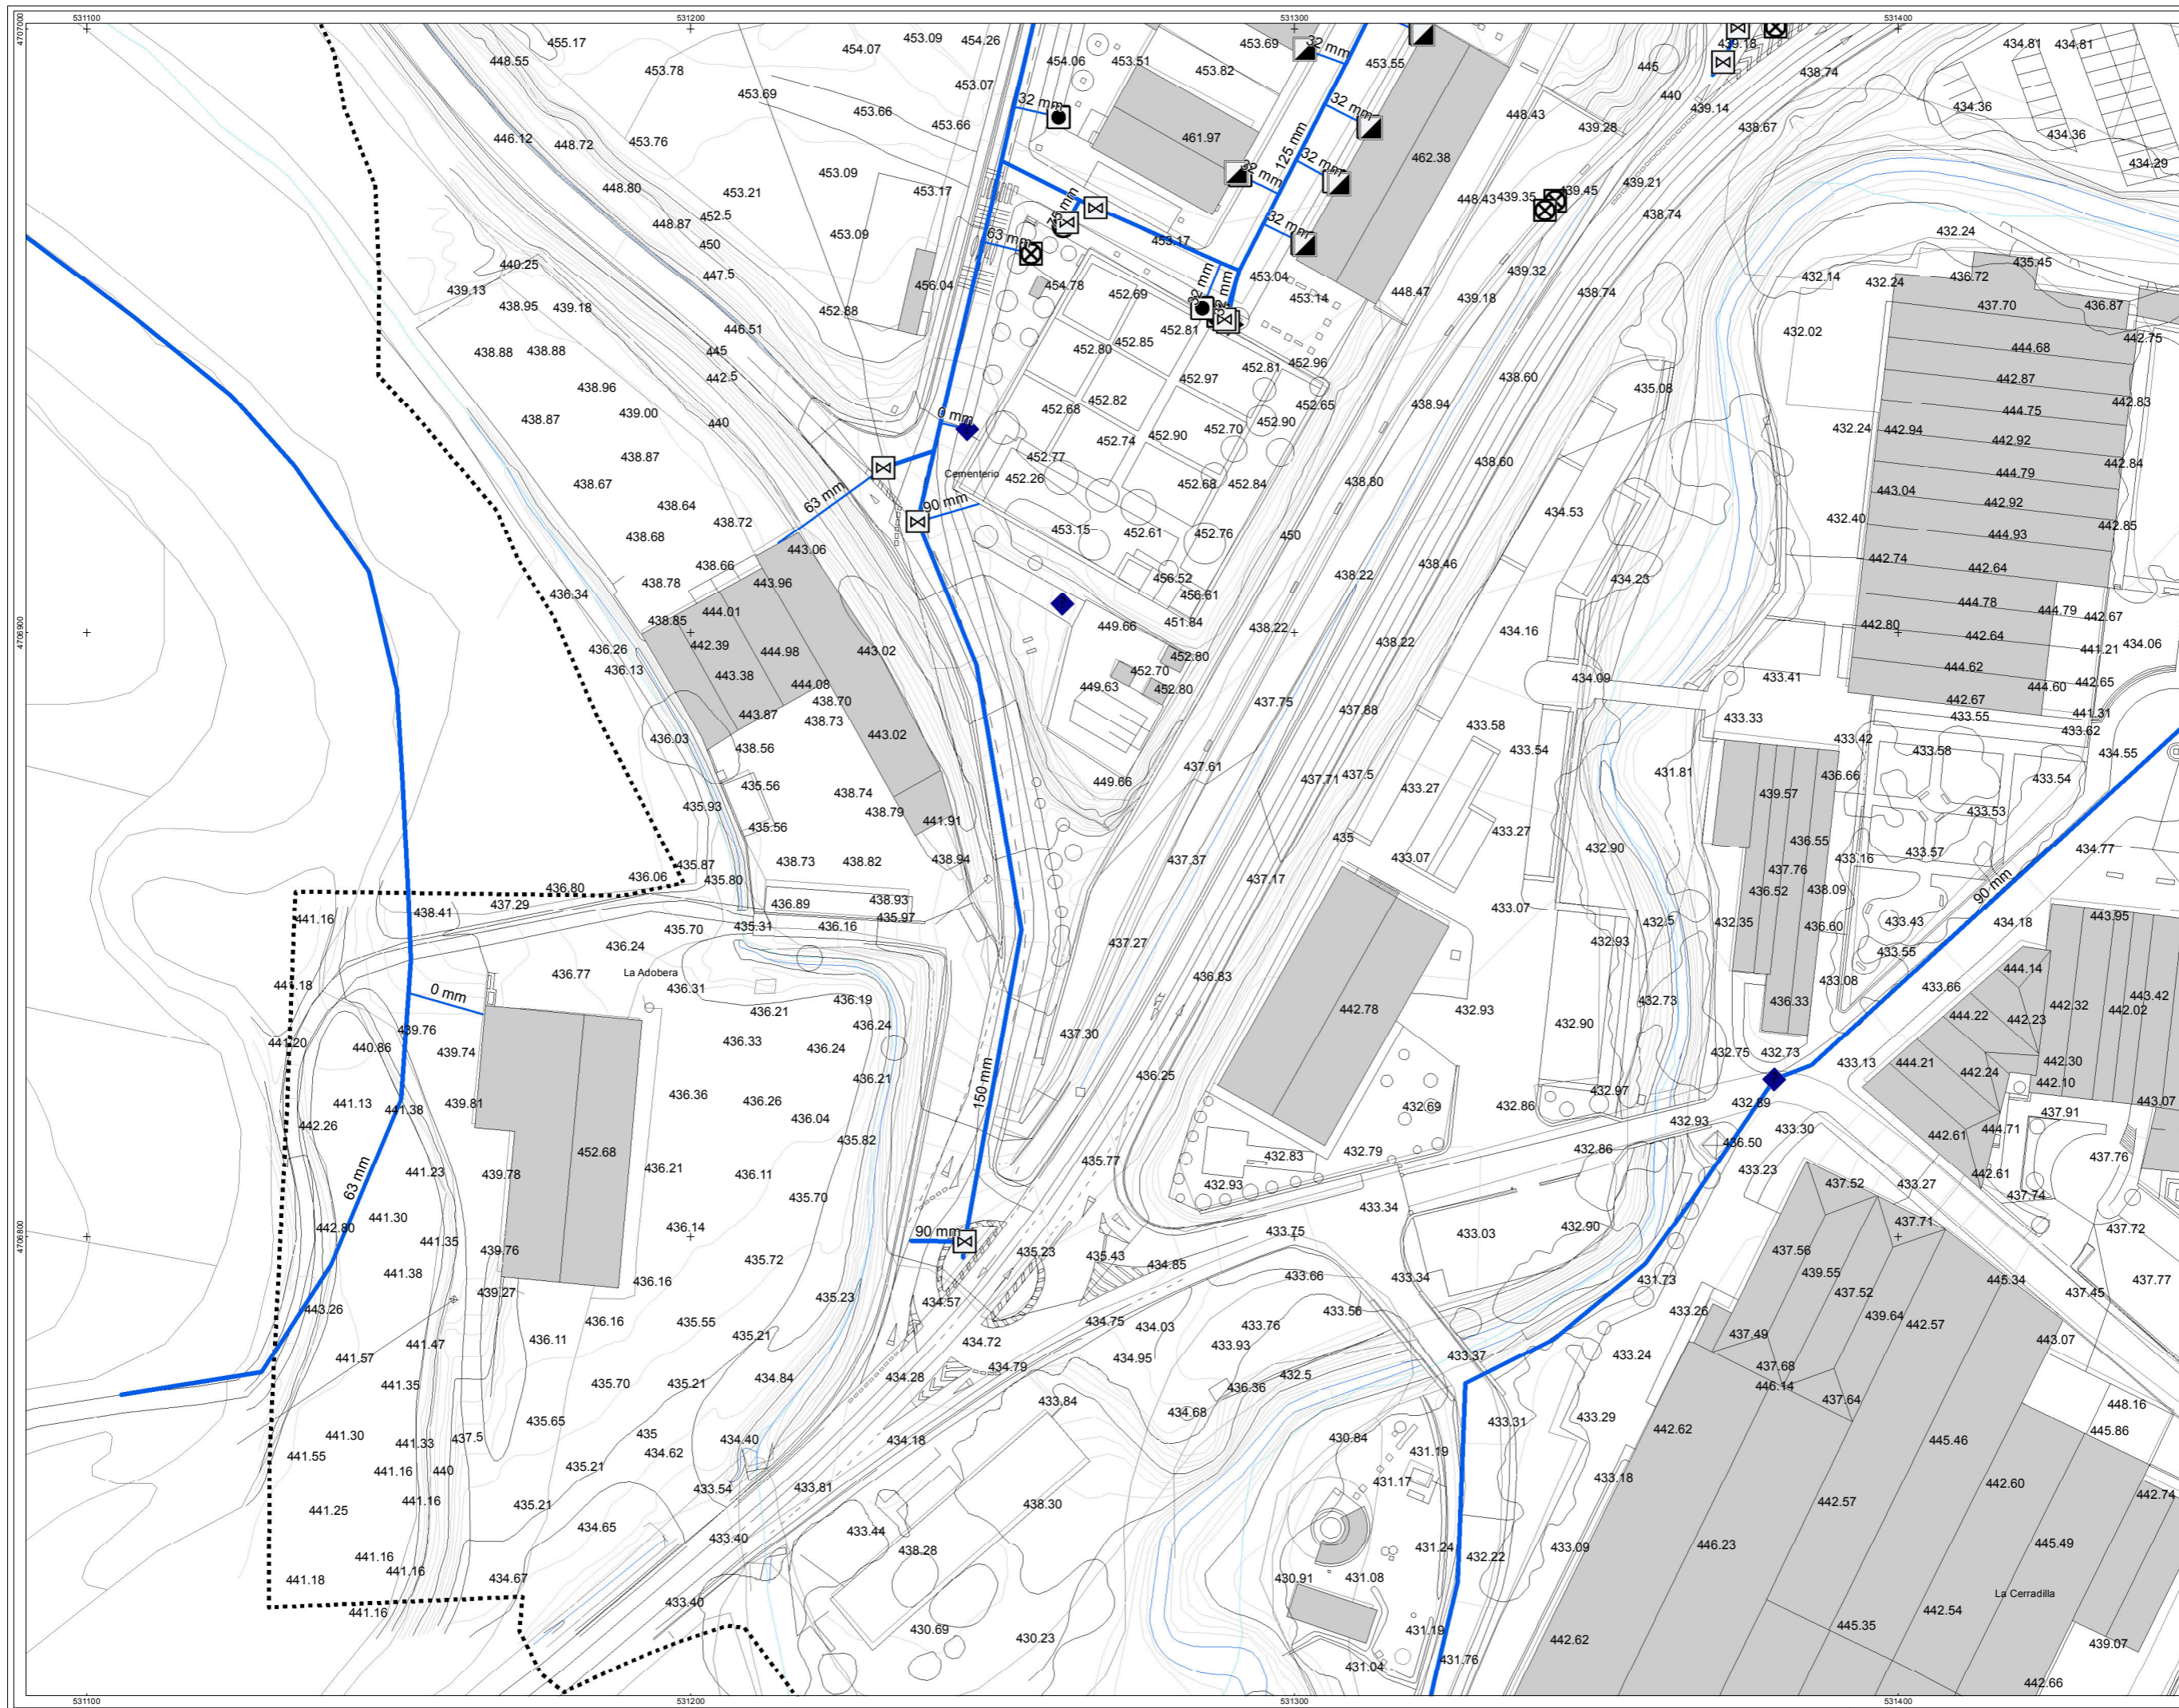 531100 531200 531300 531400
4707000
455.17 453.09 454.26 453.69 32 mm 439.18 434.81 434.81
448.55 454.07 454.06 453.51 453.55 445
453.78 453.07 453.82 438.74
453.69 32 mm 32 mm 440 434.36
453.66 453.66 448.43 439.14
446.12 448.72 453.76 461.97 125 mm 439.28 438.67 434.36
453.09 32 mm 32 mm 462.38 434.29
448.80 453.21 453.17 439.21
452.5 75 mm 448.43 439.35 439.45 438.74
448.87 453.09 63 mm 453.17 32 mm 432.24
450
440.25 447.5 453.04 439.32 432.14 432.24 436.72 435.45
439.13 438.95 439.18 452.88 456.04 454.78 452.69 32 mm 453.14 448.47 439.18 438.74 437.70 436.87
446.51 452.81 432.02
438.88 438.88 445 452.80 452.85 452.96 444.68 442.75
442.5 452.97 452.81 438.60 435.08 442.87
438.96 452.68 452.82 452.65 438.94 442.83
438.87 439.00 440 0 mm 452.74 452.90 452.70 452.90 432.24 442.94 444.75
442.92
438.87 Cementerio 452.77 438.60 442.84
438.67 452.26 452.68 452.84 438.80 444.79
63 mm 90 mm 443.04 442.92
438.64 438.72 534.53 432.40 442.85
438.68 453.15 452.61 452.76 450 444.93
443.06 438.46 442.74 442.64
438.66 443.96 456.52 438.22 434.23
436.34 438.78 456.61 444.78 444.79 442.67
4706900
438.85 444.01 449.66 451.84 438.22 438.22 434.16 442.80 442.64 434.06
436.26 442.39 444.98 443.02 452.80 441.21
436.13 443.38 444.08 449.63 452.70 452.80 434.09 433.41 444.62 444.60 442.65
438.70 437.75 437.88 442.67
443.87 438.73 433.58 433.33 433.55 441.31
436.03 438.56 443.02 433.54 433.42 433.58 433.62 434.55
437.61 437.71 437.5 431.81 436.66 433.54
435.56 438.74 449.66 433.27 439.57
435.93 438.79 441.91 433.27 433.53
435.56 435 436.55
435.87 438.73 438.82 438.94 437.37 433.07 432.90 433.16 433.57 434.77
436.06 435.80 437.17 437.76
436.80 436.89 438.93 436.52 438.09 90 mm
441.16 438.41 437.29 435.97 433.07 443.95
435.70 435.31 436.16 432.5 432.35 436.60 433.43 434.18
436.24 437.27 432.93 433.55
436.77 La Adobera 436.83 444.14
441.18 0 mm 436.31 436.19 432.73 433.08 433.66 443.42
436.21 442.78 432.93 436.33 442.32 442.02
439.76 436.24 437.30 432.90 444.22 442.23
441.20 440.86 439.74 436.33 436.24 432.75 432.73 433.13 444.21 442.24 442.30
436.21 436.25 432.97 442.10
441.13 441.38 439.81 436.36 436.26 150 mm 432.69 432.86 432.89 443.07
442.26 436.04 432.93 433.30 437.91
435.82 436.50 442.61 444.71
441.23 439.78 452.68 436.21 436.11 435.77 432.83 432.79 432.86 433.23 437.76
63 mm 432.93 437.52 433.27 442.61 437.74
441.30 435.70 433.34
442.80 441.35 436.14 90 mm 433.75 433.03 432.90 437.71 437.72
4706800
439.76 435.72 435.23 435.43 437.56
441.38 434.85 433.66 433.34 431.73 439.55 445.34 437.77
443.26 439.27 436.16 435.23 434.57 433.56 437.52 437.45
436.16 435.55 435.21 434.75 434.03 433.76 433.26 439.64 442.57
436.11 434.72 433.93 437.49 443.07
441.47 434.95 433.37 433.24
441.57 434.79 432.5 437.68
441.35 435.70 435.21 434.84 434.28 436.36 446.14 437.64
433.84 434.68 433.31 433.29 448.16
435.65 442.62 445.86
441.30 441.33 437.5 435 434.40 434.18 430.84 431.19 445.46
441.55 434.62
441.16 440 435.21 431.17 433.18 442.60
433.54 433.81 442.74
441.25 441.16 435.21 438.30 442.57
434.65 433.40 433.44 446.23 445.49
441.16 438.28 431.24 432.22 433.09
441.18 441.16 434.67 430.91 431.08
La Cerradilla
441.16 433.40 431.19 445.35 442.54
430.69 430.23 442.62 439.07
431.04 431.76 442.66
531100 531200 531300 531400